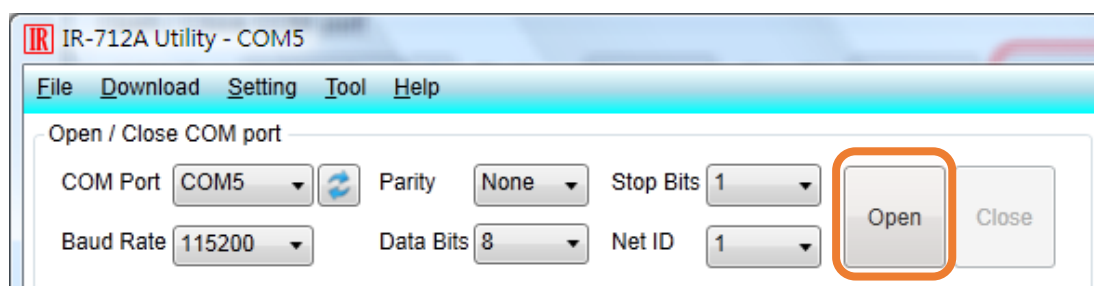 IR IR-712A Utility - COM5
File Download Setting Tool Help
Open / Close COM port
COM Port COM5 Parity None Stop Bits 1 Open Close
Baud Rate 115200 Data Bits 8 Net ID 1